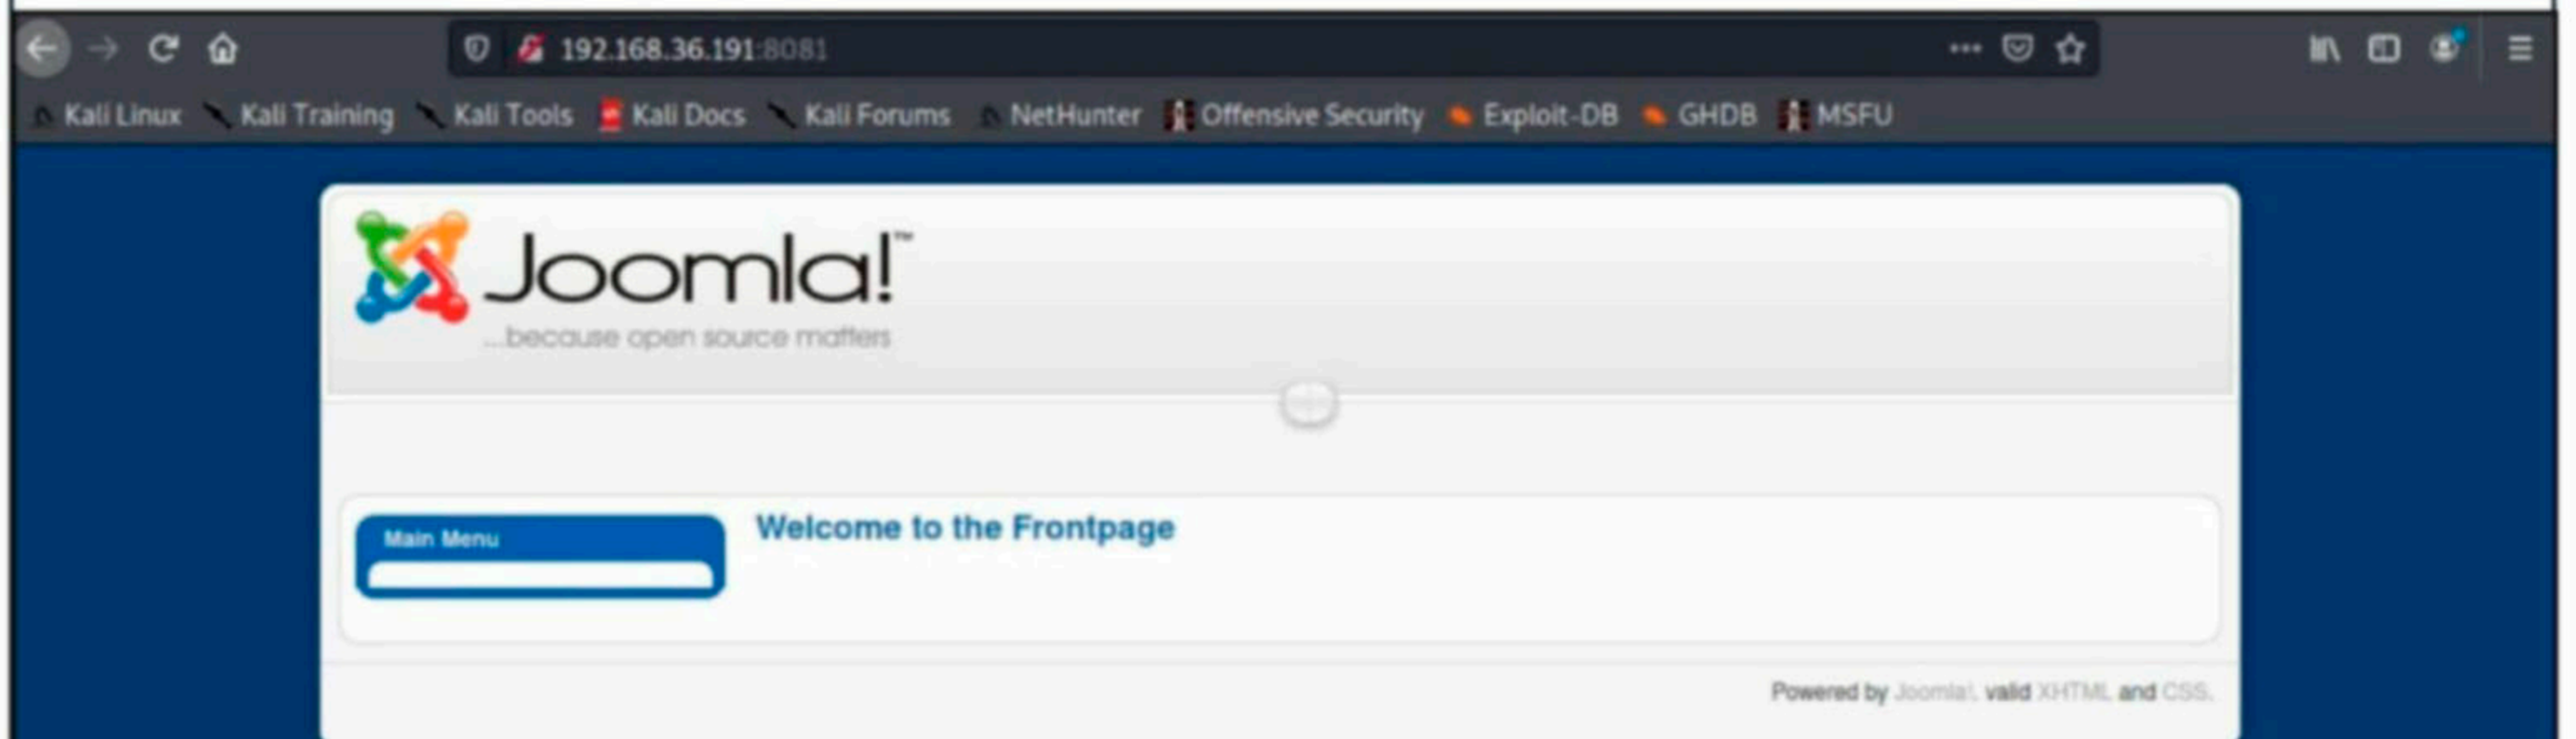 192.168.36.191:8081
Kali Linux Kali Training Kali Tools Kali Docs Kali Forums NetHunter Offensive Security Exploit-DB GHDB MSFU
Joomla!™
...because open source matters
Main Menu
Welcome to the Frontpage
Powered by Joomla!. valid XHTML and CSS.